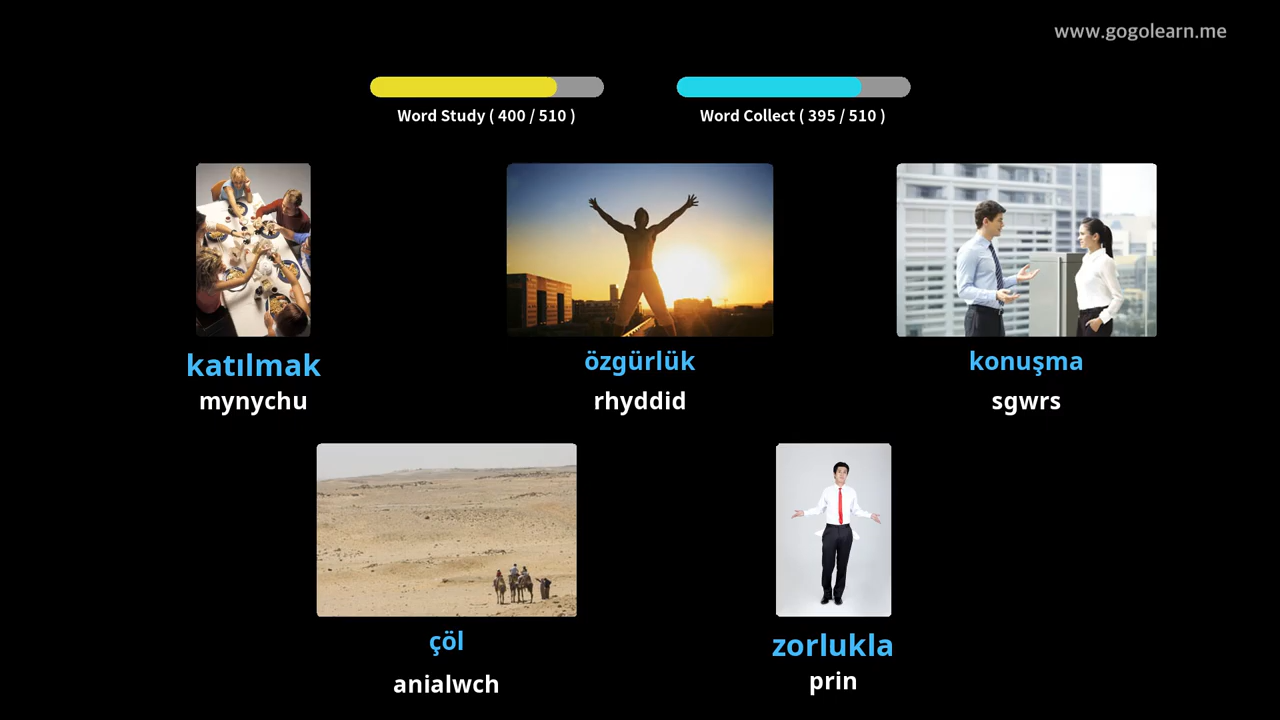 www.gogolearn.me
Word Study ( 400 / 510 )
Word Collect ( 395 / 510 )
katılmak
mynychu
özgürlük
rhyddid
konuşma
sgwrs
çöl
anialwch
zorlukla
prin